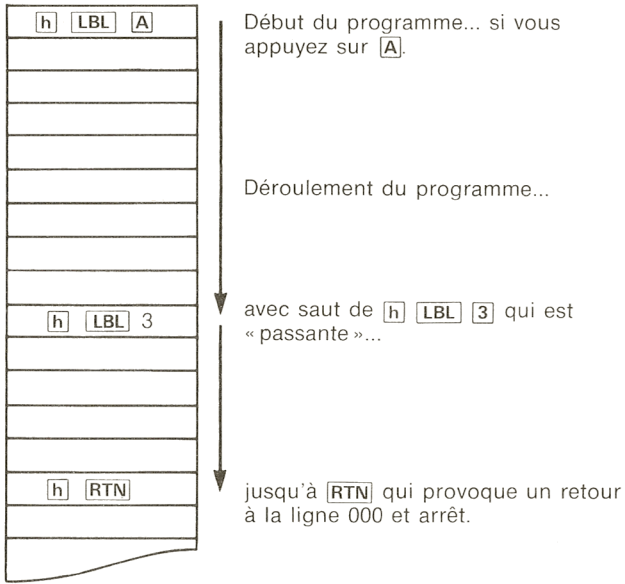 h LBL A
Début du programme... si vous
appuyez sur A.
Déroulement du programme...
h LBL 3
avec saut de h LBL 3 qui est
« passante »...
h RTN
jusqu'à RTN qui provoque un retour
à la ligne 000 et arrêt.